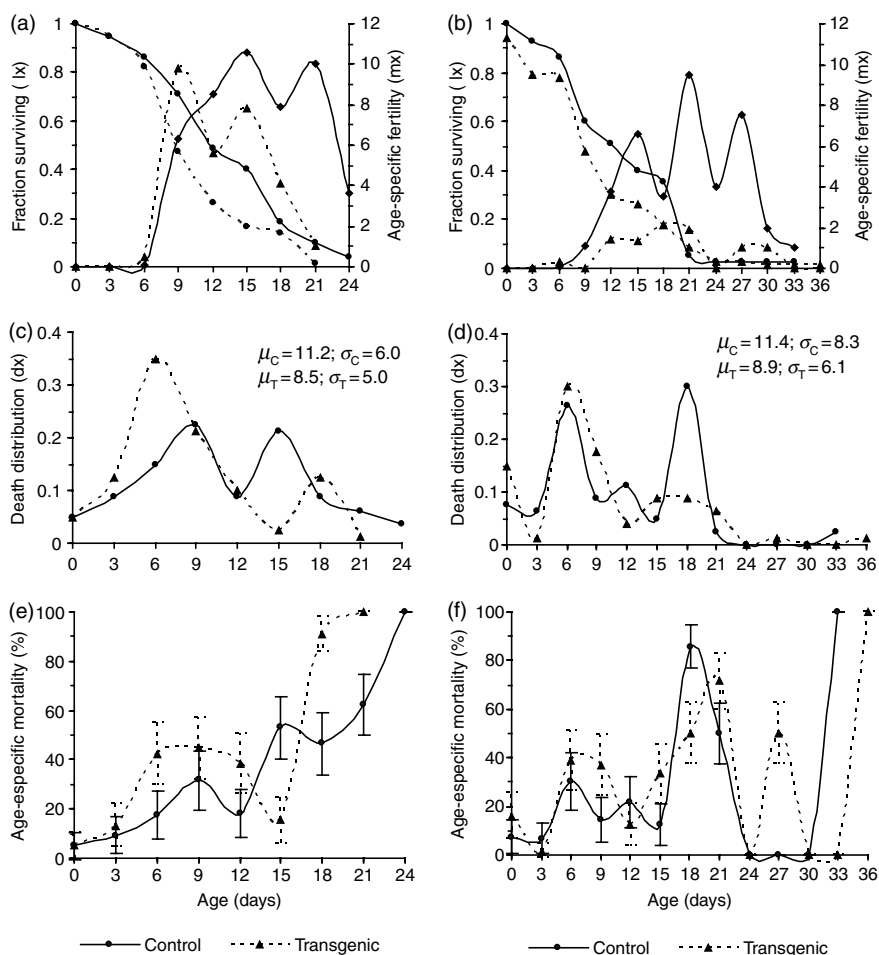 (a)
Fraction surviving ( lx)
1
0.8
0.6
0.4
0.2
0
12
10
8
6
4
2
0
Age-specific fertility (mx)
0 3 6 9 12 15 18 21 24
(b)
Fraction surviving (lx)
1
0.8
0.6
0.4
0.2
0
12
10
8
6
4
2
0
Age-specific fertility (mx)
0 3 6 9 12 15 18 21 24 27 30 33 36
(c)
Death distribution (dx)
0.4
0.3
0.2
0.1
0
μC=11.2; σC=6.0
μT=8.5; σT=5.0
0 3 6 9 12 15 18 21 24
(d)
Death distribution (dx)
0.4
0.3
0.2
0.1
0
μC=11.4; σC=8.3
μT=8.9; σT=6.1
0 3 6 9 12 15 18 21 24 27 30 33 36
(e)
Age-especific mortality (%)
100
80
60
40
20
0
0 3 6 9 12 15 18 21 24
Age (days)
(f)
Age-especific mortality (%)
100
80
60
40
20
0
0 3 6 9 12 15 18 21 24 27 30 33 36
Age (days)
Control Transgenic
Control Transgenic